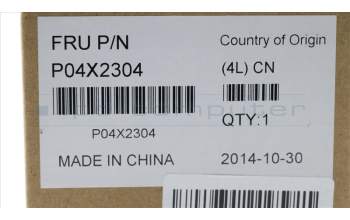 FRU P/N
Country of Origin
P04X2304
(4L) CN
QTY:1
P04X2304
MADE IN CHINA
2014-10-30